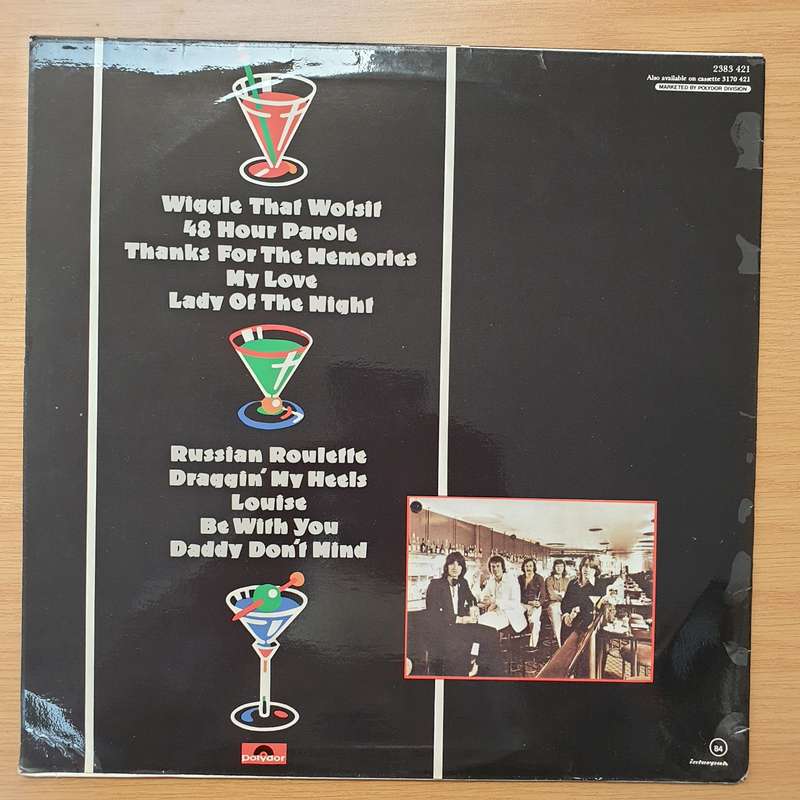 2383 421
Also available on cassette 3170 421
MARKETED BY POLYDOR DIVISION
Wiggle That Wotsit
48 Hour Parole
Thanks For The Memories
My Love
Lady Of The Night
Russian Roulette
Draggin' My Heels
Louise
Be With You
Daddy Don't Mind
polydor
84
interpak